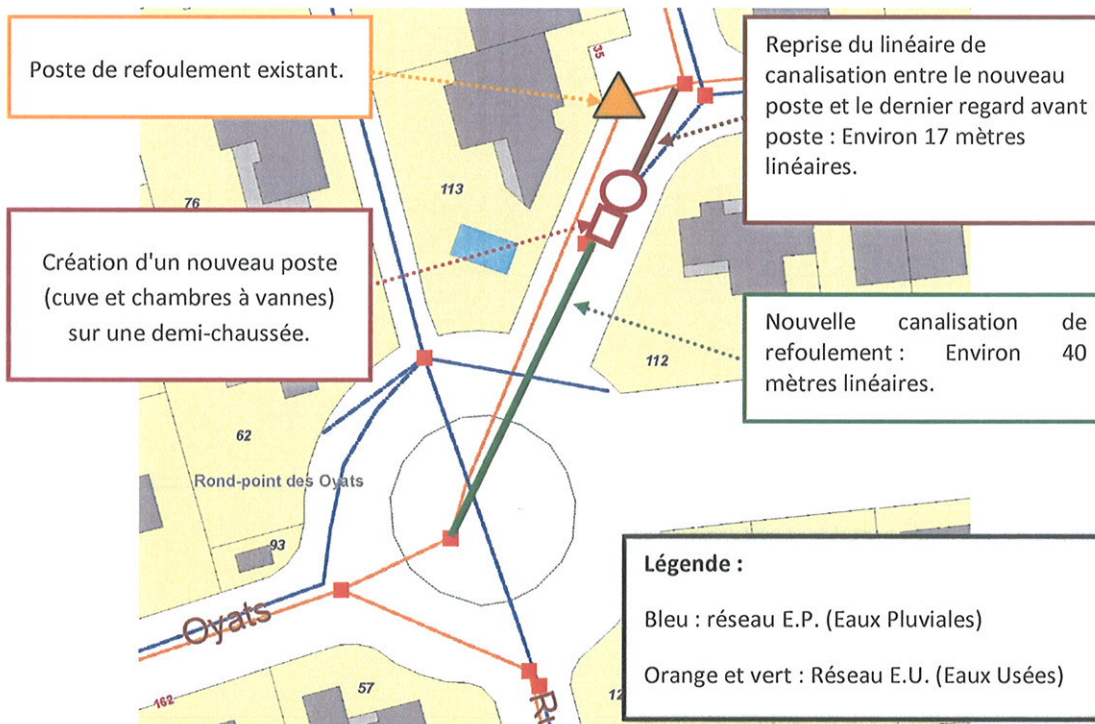 Poste de refoulement existant.
Reprise du linéaire de
canalisation entre le nouveau
poste et le dernier regard avant
poste : Environ 17 mètres
linéaires.
35
113
76
Création d'un nouveau poste
(cuve et chambres à vannes)
sur une demi-chaussée.
Nouvelle canalisation de
refoulement : Environ 40
mètres linéaires.
112
62
Rond-point des Oyats
93
Oyats
162
57
Légende :
Bleu : réseau E.P. (Eaux Pluviales)
Orange et vert : Réseau E.U. (Eaux Usées)